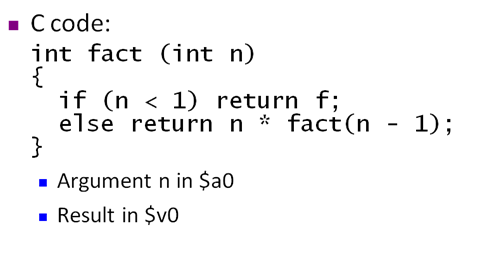 C code:
int fact (int n)
{
if (n < 1) return f;
else return n * fact(n - 1);
}
Argument n in $a0
Result in $v0